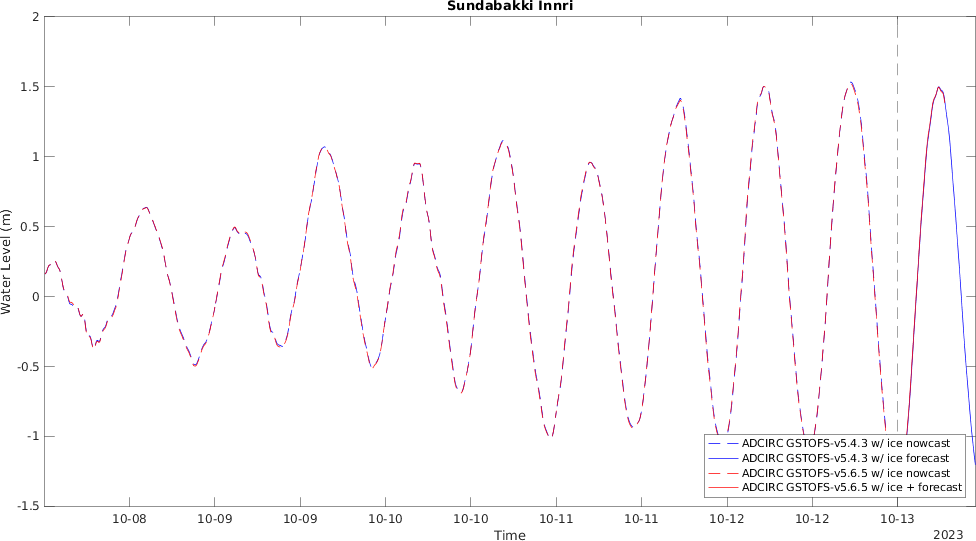 Sundabakki Innri
2
1.5
1
0.5
0
-0.5
-1
-1.5
Water Level (m)
ADCIRC GSTOFS-v5.4.3 w/ ice nowcast
ADCIRC GSTOFS-v5.4.3 w/ ice forecast
ADCIRC GSTOFS-v5.6.5 w/ ice nowcast
ADCIRC GSTOFS-v5.6.5 w/ ice + forecast
10-08 10-09 10-09 10-10 10-10 10-11 10-11 10-12 10-12 10-13
Time
2023